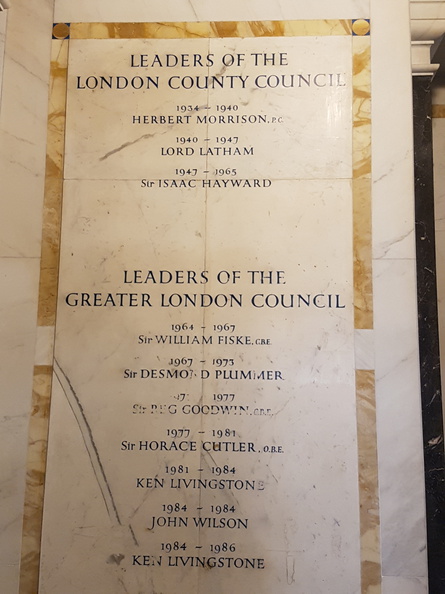 LEADERS OF THE
LONDON COUNTY COUNCIL
1934 – 1940
HERBERT MORRISON, P.C.
1940 – 1947
LORD LATHAM
1947 – 1965
Sir ISAAC HAYWARD
LEADERS OF THE
GREATER LONDON COUNCIL
1964 – 1967
Sir WILLIAM FISKE, C.B.E.
1967 – 1973
Sir DESMOND PLUMMER
1977
Sir REG GOODWIN, C.B.E.
1977 – 1981
Sir HORACE CUTLER, O.B.E.
1981 – 1984
KEN LIVINGSTONE
1984 – 1984
JOHN WILSON
1984 – 1986
KEN LIVINGSTONE